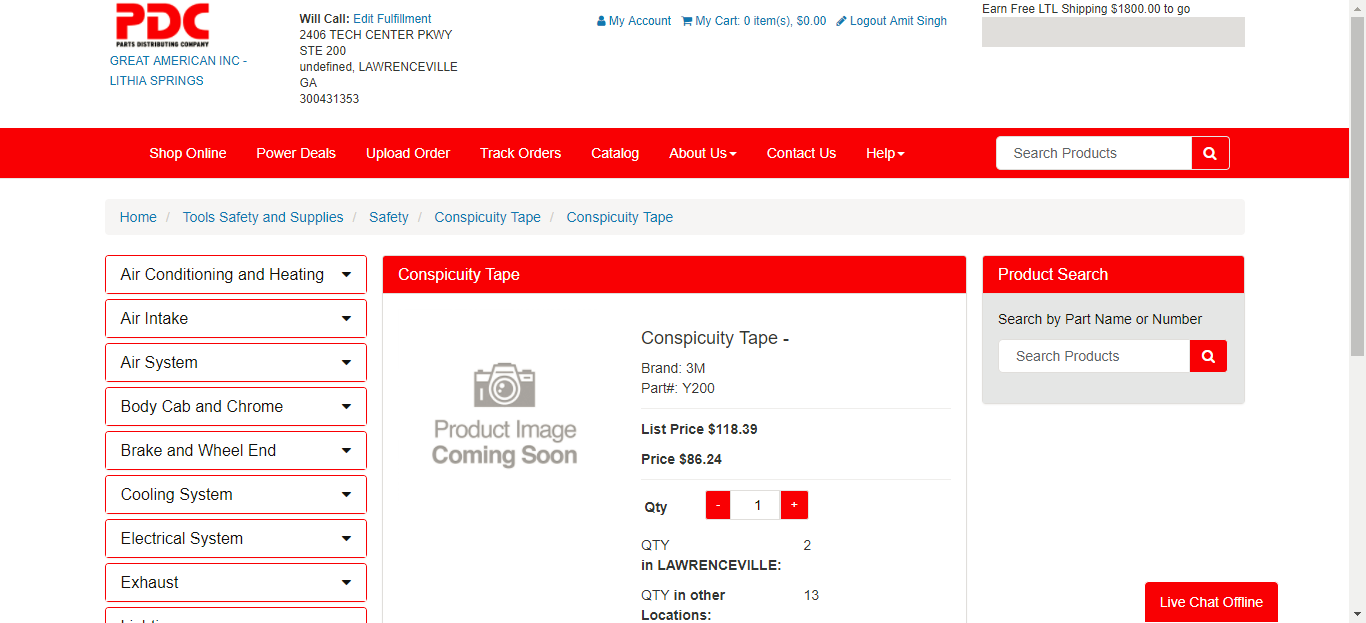 PDC
PARTS DISTRIBUTING COMPANY
GREAT AMERICAN INC -
LITHIA SPRINGS
Will Call: Edit Fulfillment
2406 TECH CENTER PKWY
STE 200
undefined, LAWRENCEVILLE
GA
300431353
My Account My Cart: 0 item(s), $0.00 Logout Amit Singh
Earn Free LTL Shipping $1800.00 to go
Shop Online Power Deals Upload Order Track Orders Catalog About Us Contact Us Help Search Products
Home / Tools Safety and Supplies / Safety / Conspicuity Tape / Conspicuity Tape
Air Conditioning and Heating
Air Intake
Air System
Body Cab and Chrome
Brake and Wheel End
Cooling System
Electrical System
Exhaust
Conspicuity Tape
Product Image
Coming Soon
Conspicuity Tape -
Brand: 3M
Part#: Y200
List Price $118.39
Price $86.24
Qty - 1 +
QTY 2
in LAWRENCEVILLE:
QTY in other 13
Locations:
Product Search
Search by Part Name or Number
Search Products
Live Chat Offline